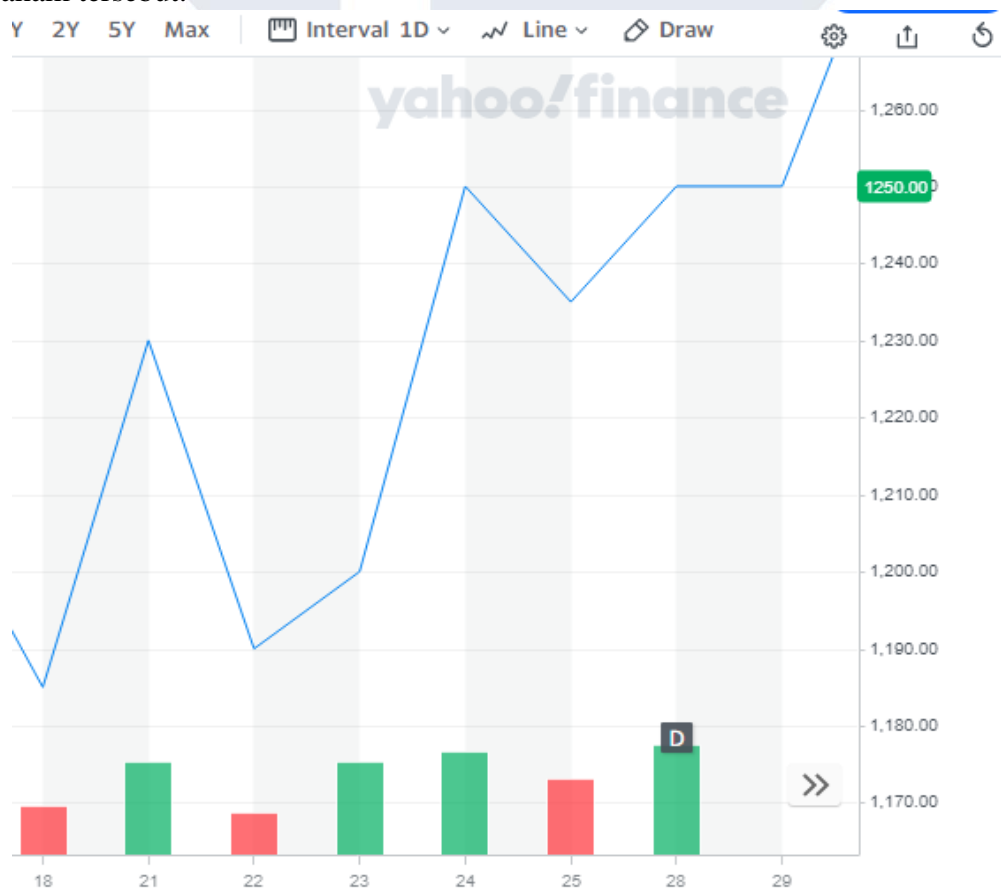 tersebut.
Y 2Y 5Y Max Interval 1D Line Draw
yahoo!finance
1,260.00
1250.00
1,240.00
1,230.00
1,220.00
1,210.00
1,200.00
1,190.00
1,180.00
D
1,170.00
18 21 22 23 24 25 28 29